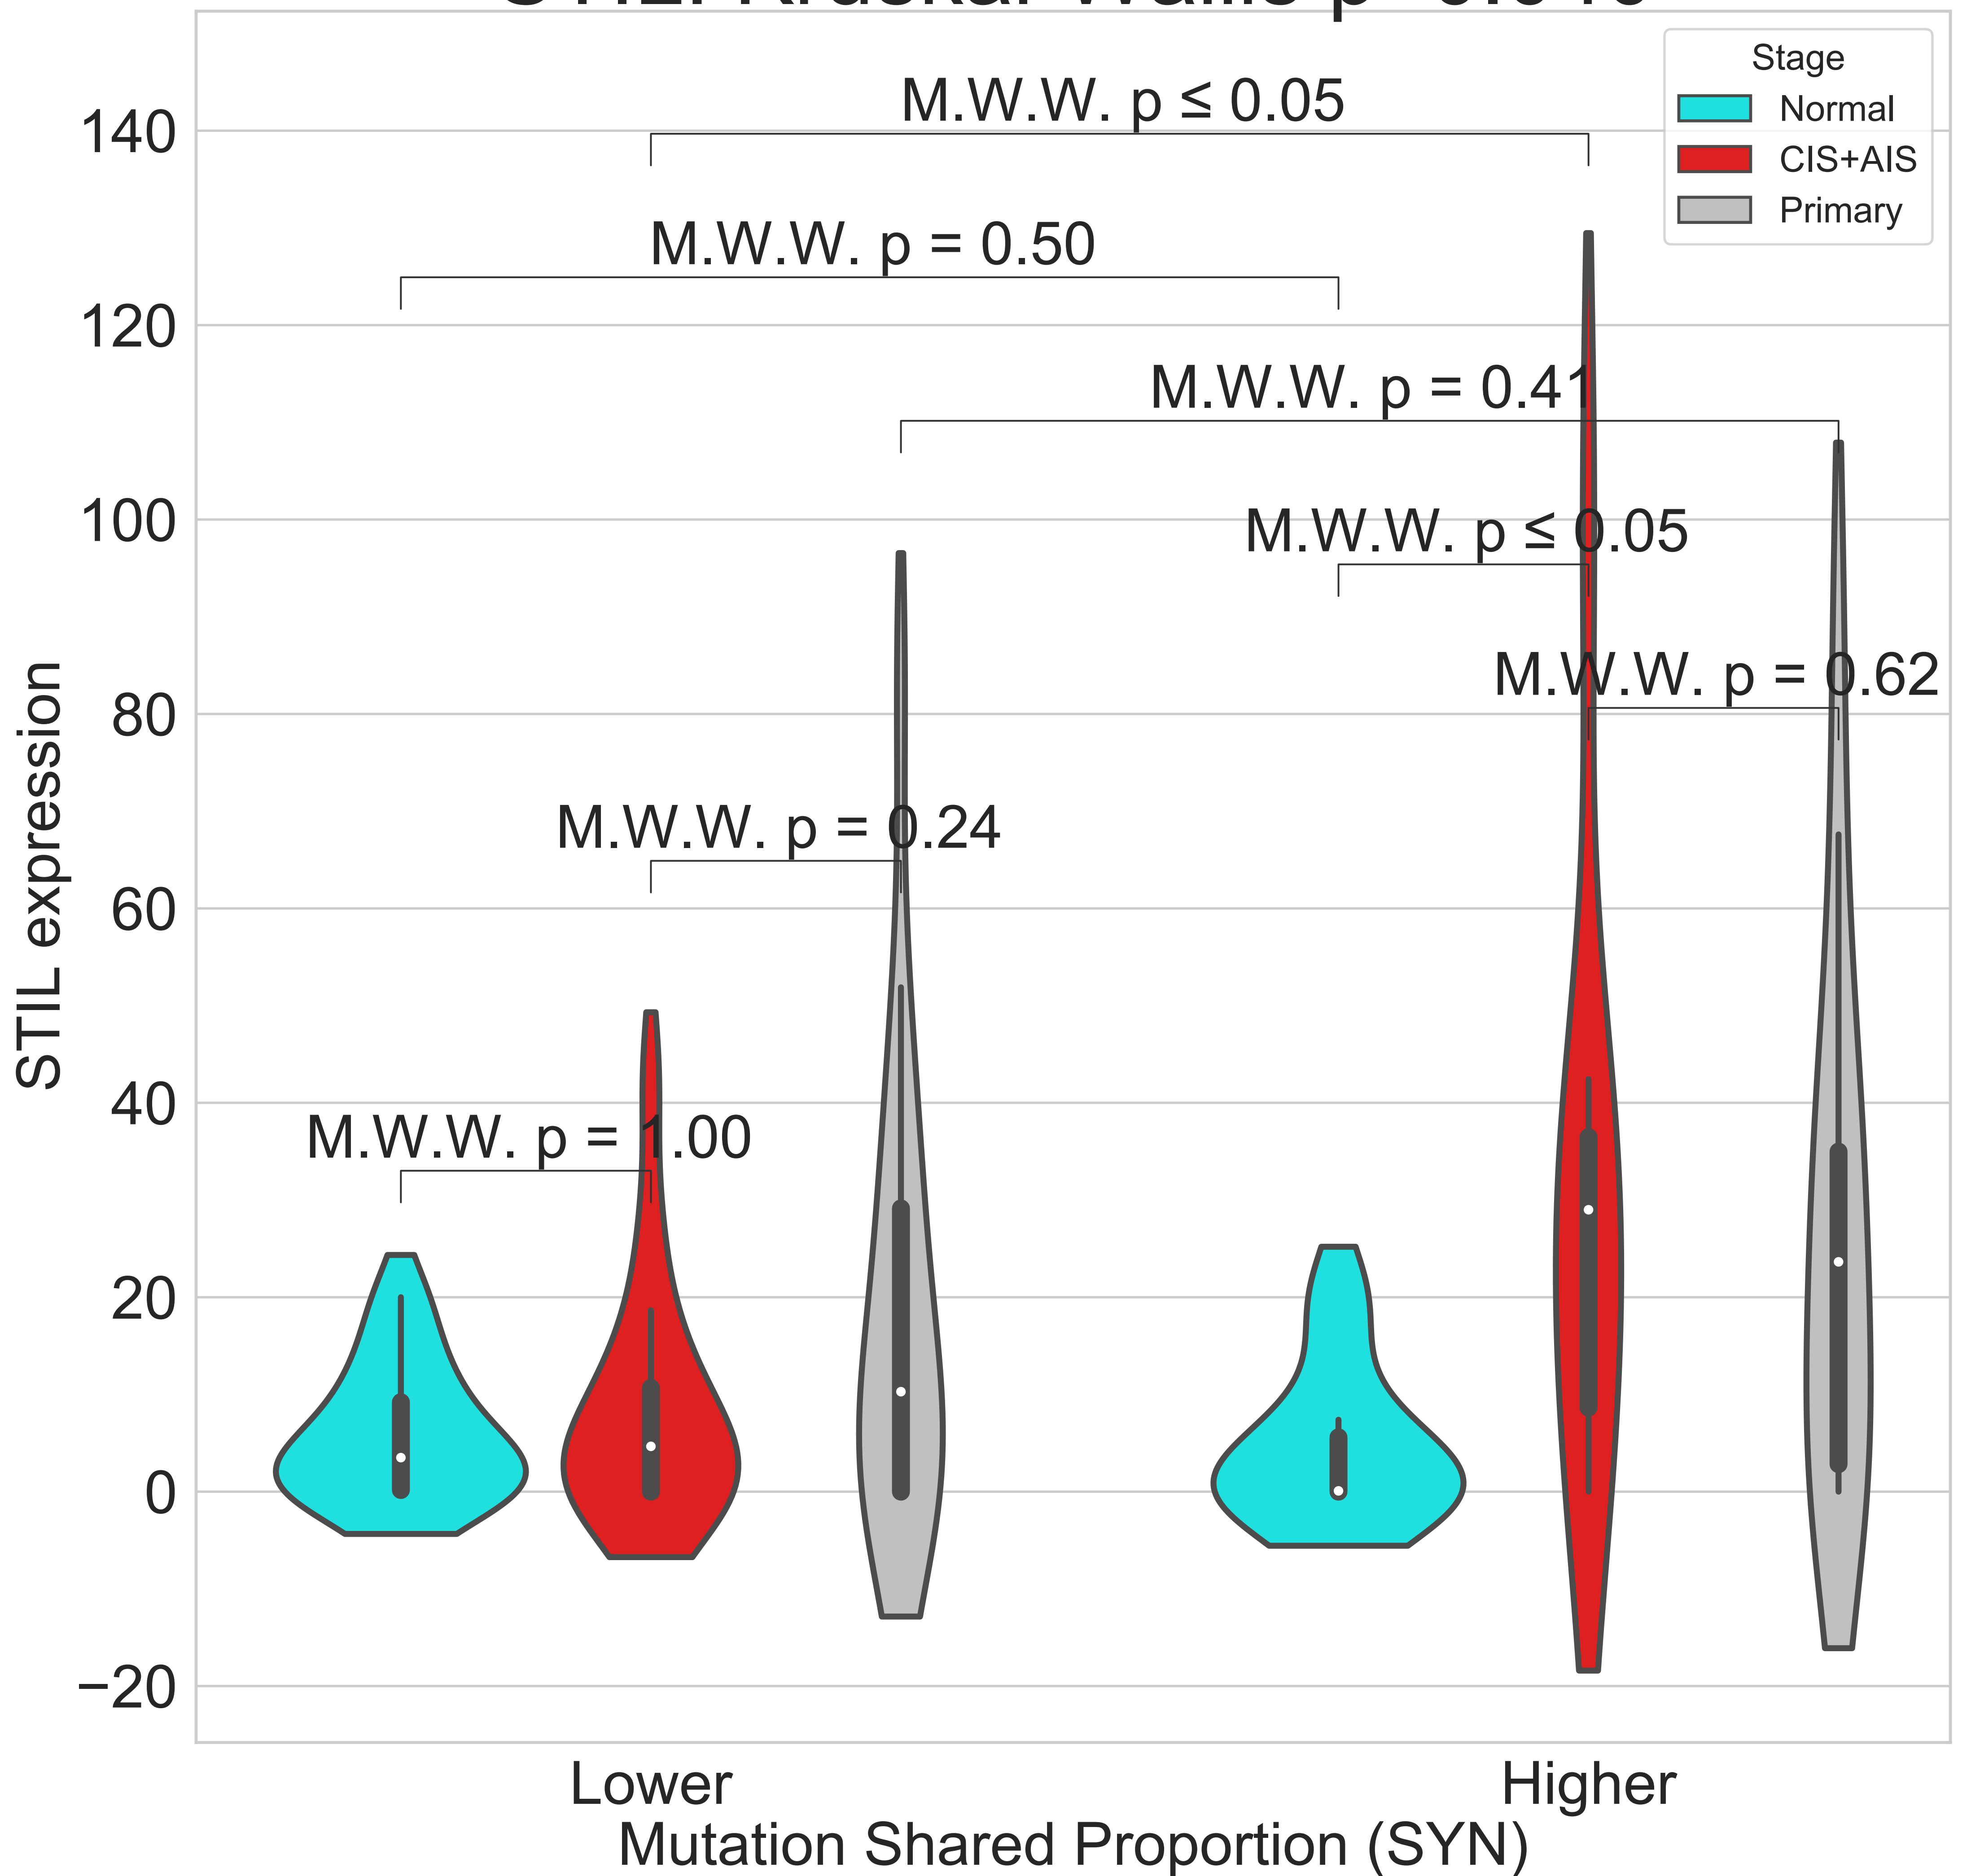 Stage
Normal
CIS+AIS
Primary
M.W.W. p ≤ 0.05
M.W.W. p = 0.50
M.W.W. p = 0.41
M.W.W. p ≤ 0.05
M.W.W. p = 0.62
M.W.W. p = 0.24
M.W.W. p = 1.00
140
120
100
80
60
40
20
0
−20
STIL expression
Lower
Higher
Mutation Shared Proportion (SYN)